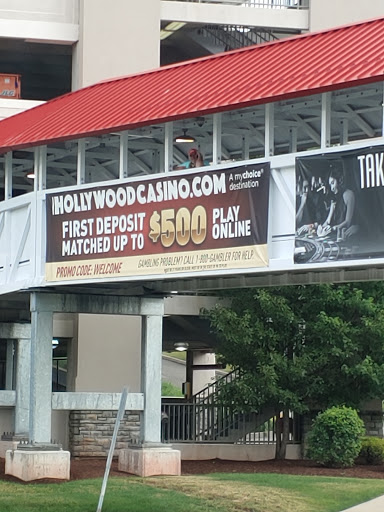 HOLLYWOODCASINO.COM
A mychoice®
destination
FIRST DEPOSIT
MATCHED UP TO
$500
PLAY
ONLINE
PROMO CODE: WELCOME
GAMBLING PROBLEM? CALL 1-800-GAMBLER FOR HELP
TAK